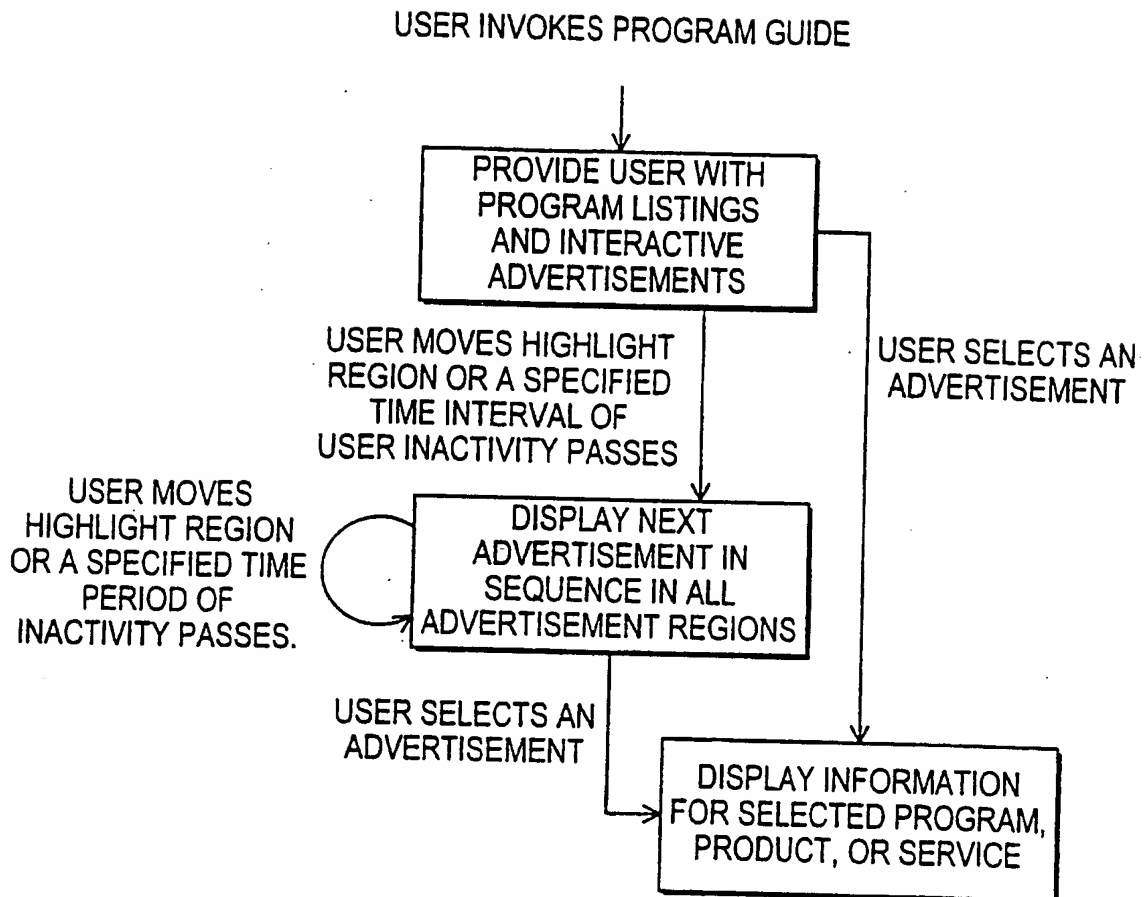 USER INVOKES PROGRAM GUIDE
PROVIDE USER WITH
PROGRAM LISTINGS
AND INTERACTIVE
ADVERTISEMENTS
USER MOVES HIGHLIGHT
REGION OR A SPECIFIED
TIME INTERVAL OF
USER INACTIVITY PASSES
USER SELECTS AN
ADVERTISEMENT
USER MOVES
HIGHLIGHT REGION
OR A SPECIFIED TIME
PERIOD OF
INACTIVITY PASSES.
DISPLAY NEXT
ADVERTISEMENT IN
SEQUENCE IN ALL
ADVERTISEMENT REGIONS
USER SELECTS AN
ADVERTISEMENT
DISPLAY INFORMATION
FOR SELECTED PROGRAM,
PRODUCT, OR SERVICE